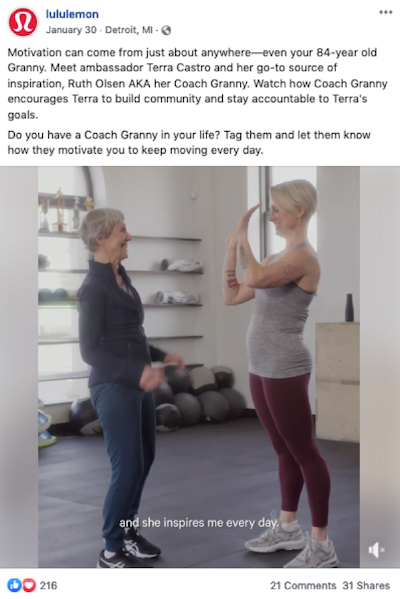 lululemon
January 30 · Detroit, MI ·
Motivation can come from just about anywhere—even your 84-year old
Granny. Meet ambassador Terra Castro and her go-to source of
inspiration, Ruth Olsen AKA her Coach Granny. Watch how Coach Granny
encourages Terra to build community and stay accountable to Terra's
goals.
Do you have a Coach Granny in your life? Tag them and let them know
how they motivate you to keep moving every day.
and she inspires me every day.
216
21 Comments 31 Shares